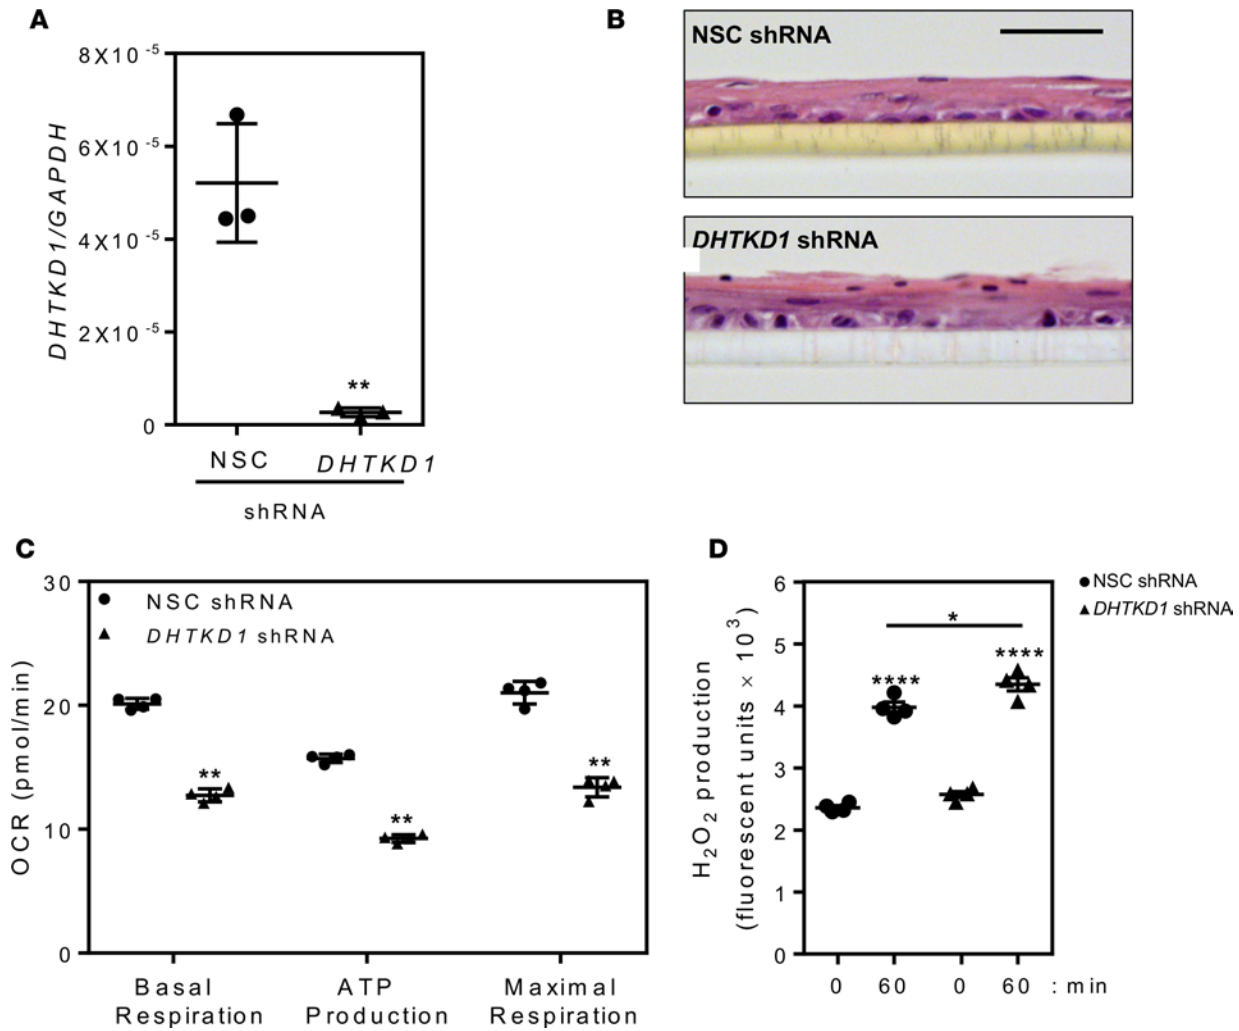 A
8X10 -5
6X10 -5
4X10 -5
2X10 -5
0
DHTKD1/GAPDH
**
NSC
DHTKD1
shRNA
B
NSC shRNA
DHTKD1 shRNA
C
30
20
10
0
OCR (pmol/min)
NSC shRNA
DHTKD1 shRNA
**
**
**
Basal
Respiration
ATP
Production
Maximal
Respiration
D
6
5
4
3
2
1
0
H2O2 production
(fluorescent units × 10³)
****
*
****
NSC shRNA
DHTKD1 shRNA
0 60 0 60 : min